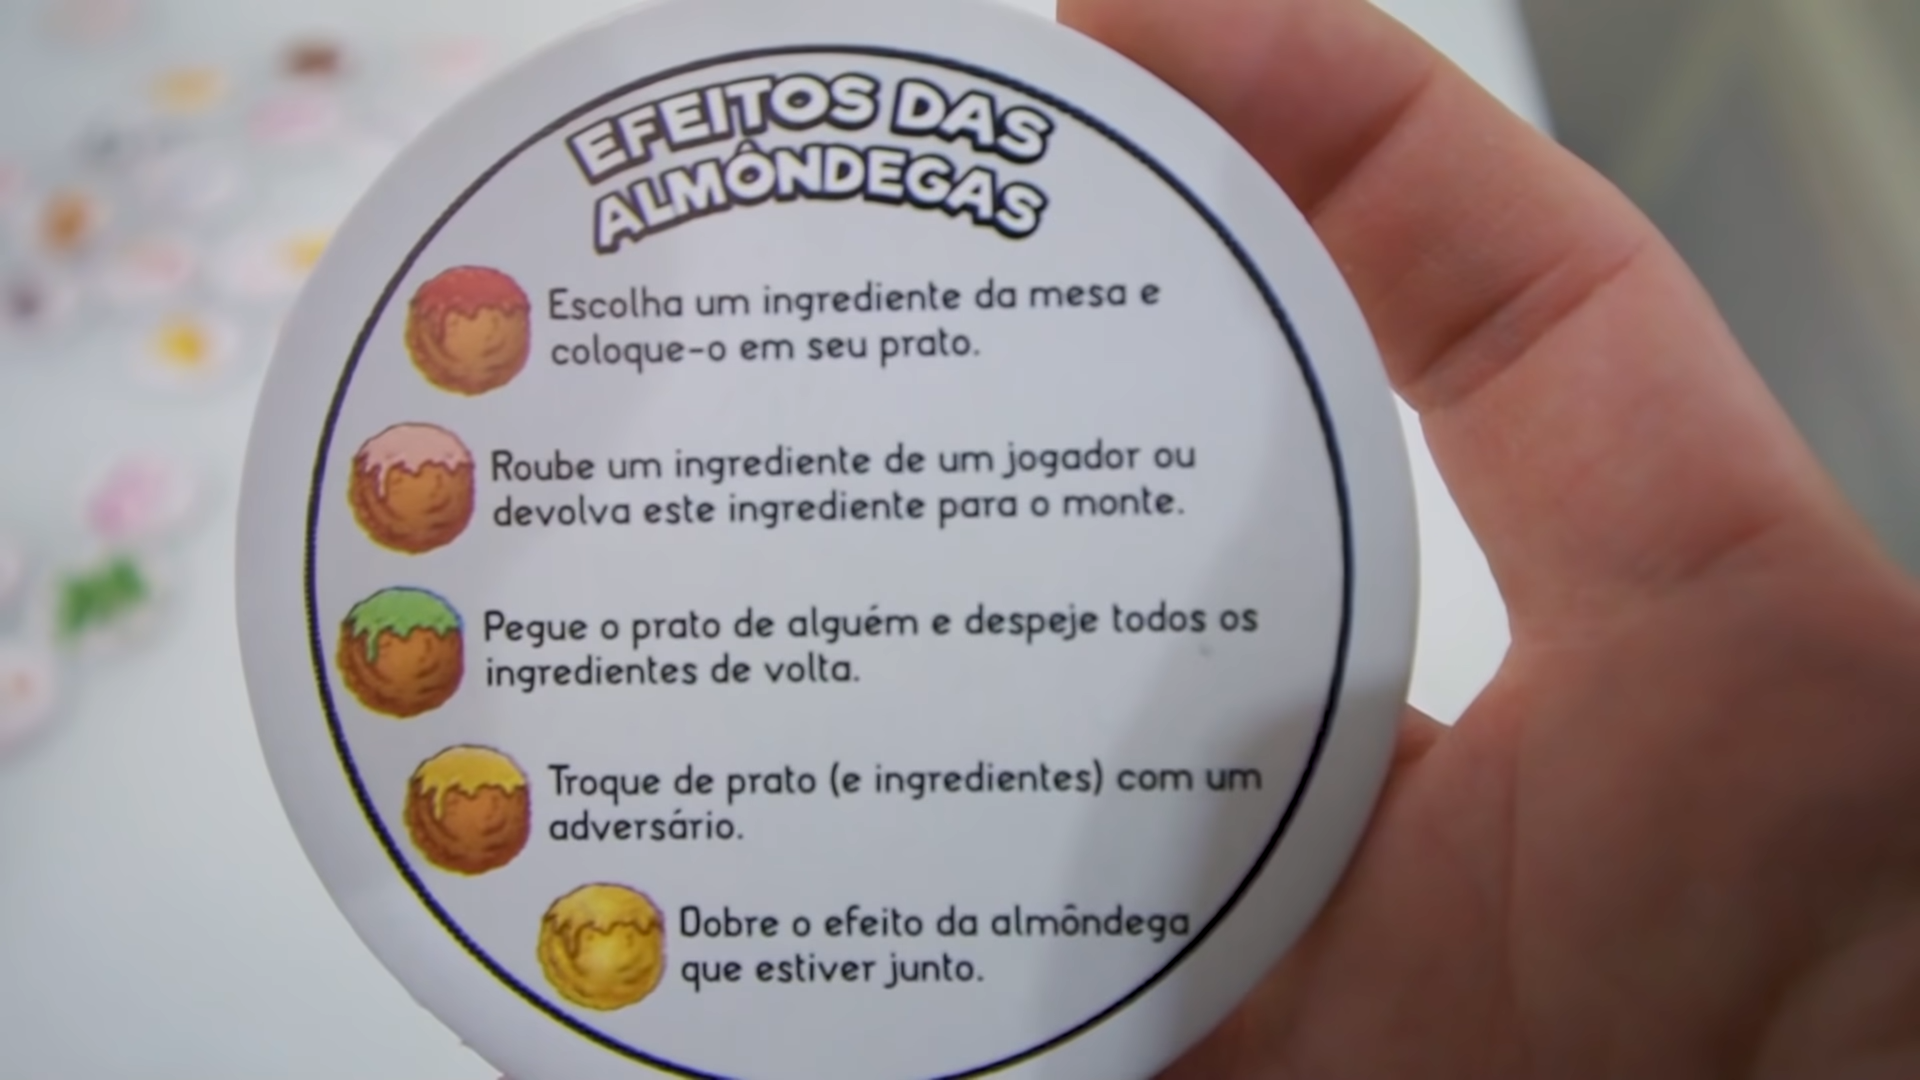 EFEITOS DAS
ALMÔNDEGAS
Escolha um ingrediente da mesa e
coloque-o em seu prato.
Roube um ingrediente de um jogador ou
devolva este ingrediente para o monte.
Pegue o prato de alguém e despeje todos os
ingredientes de volta.
Troque de prato (e ingredientes) com um
adversário.
Dobre o efeito da almôndega
que estiver junto.